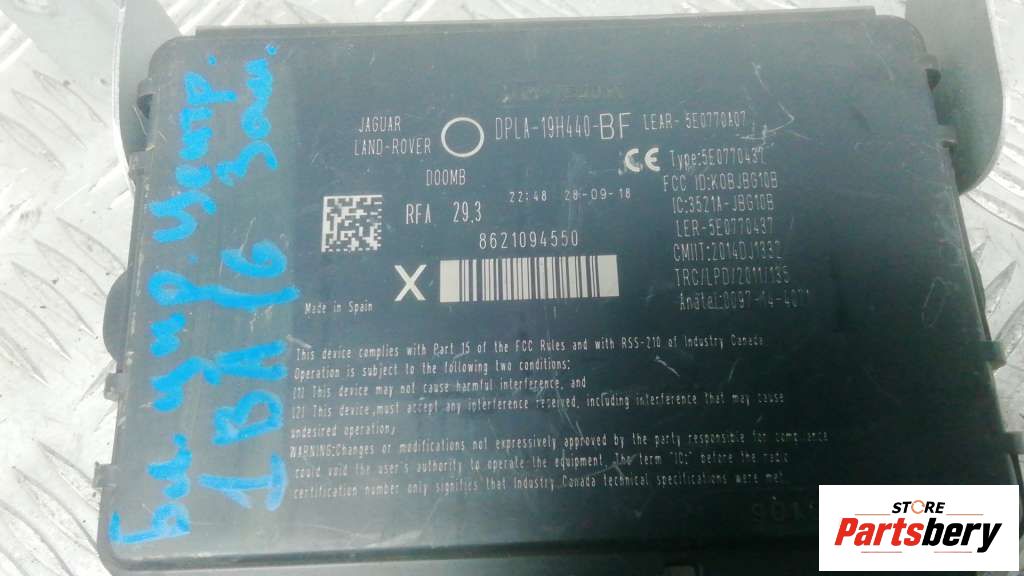 JAGUAR
LAND-ROVER
DPLA-19H440-BF
LEAR- 5E0770A07
D00MB
CE
Type:5E0770437
FCC ID:KOBJBG10B
22:48 28-09-18
IC:3521A-JBG10B
RFA 29.3
LER-5E0770437
8621094550
CMIIT:2014DJ1332
X
TRC/LPD/2011/135
Made in Spain
This device complies with Part 15 of the FCC Rules and with RSS-210 of Industry Canada
Operation is subject to the following two conditions:
(1) This device may not cause harmful interference, and
(2) This device,must accept any interference received, including interference that may cause
undesired operation;
WARNING:Changes or modifications not expressively approved by the party responsible for compliance
could void the user's authority to operate the equipment. The term "IC:" before the radio
certification number only signifies that Industry Canada technical specifications were met
STORE
Partsbery